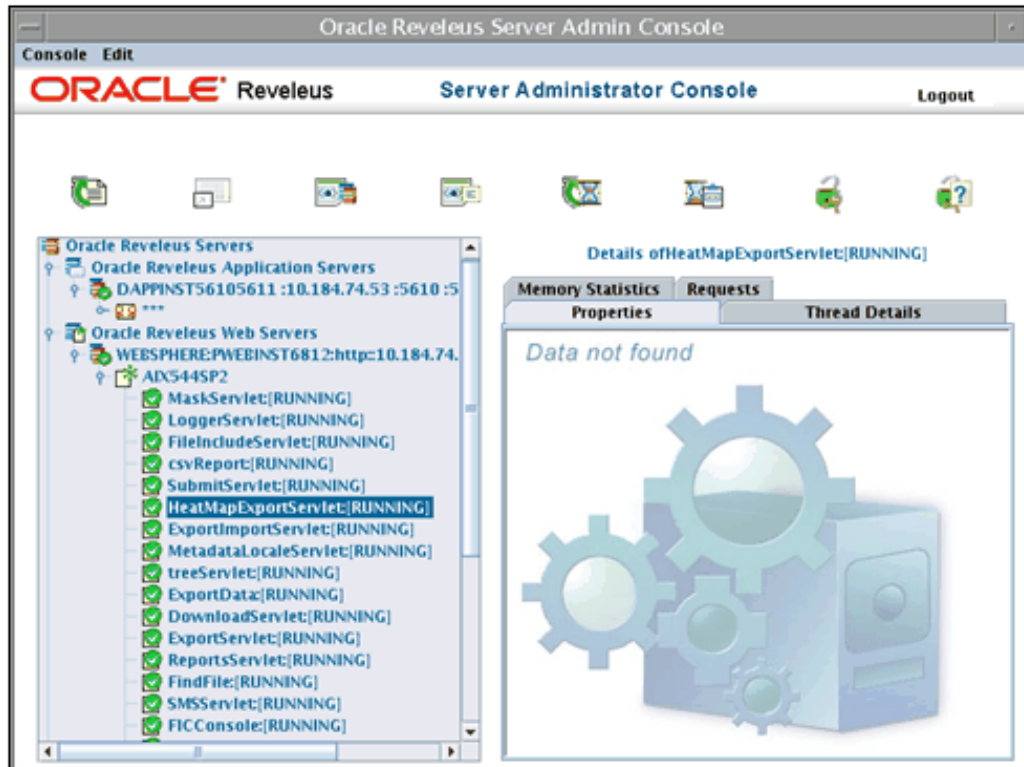 Oracle Reveleus Server Admin Console
Console Edit
ORACLE Reveleus Server Administrator Console Logout
Oracle Reveleus Servers
Oracle Reveleus Application Servers
DAPPINST56105611 :10.184.74.53 :5610 :5
***
Oracle Reveleus Web Servers
WEBSPHERE:PWEBINST6812:http::10.184.74.
AIX544SP2
MaskServlet:[RUNNING]
LoggerServlet:[RUNNING]
FileIncludeServlet:[RUNNING]
csvReport:[RUNNING]
SubmitServlet:[RUNNING]
HeatMapExportServlet:[RUNNING]
ExportImportServlet:[RUNNING]
MetadataLocaleServlet:[RUNNING]
treeServlet:[RUNNING]
ExportData:[RUNNING]
DownloadServlet:[RUNNING]
ExportServlet:[RUNNING]
ReportsServlet:[RUNNING]
FindFile:[RUNNING]
SMSServlet:[RUNNING]
FICConsole:[RUNNING]
Details ofHeatMapExportServlet:[RUNNING]
Memory Statistics Requests
Properties Thread Details
Data not found